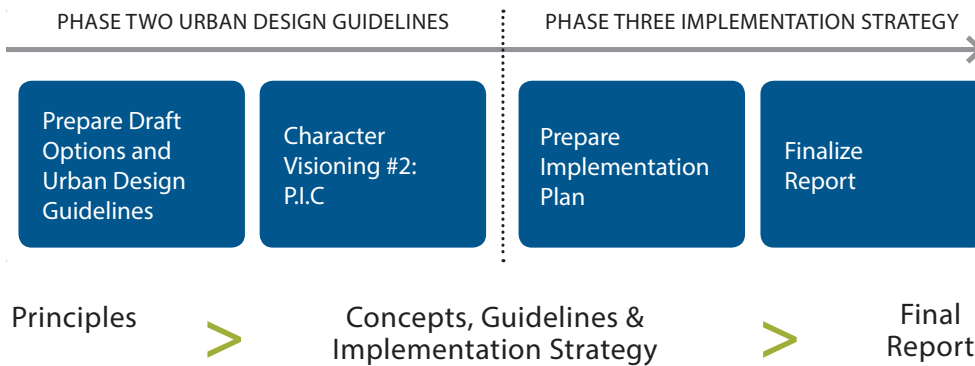 PHASE TWO URBAN DESIGN GUIDELINES
PHASE THREE IMPLEMENTATION STRATEGY
Prepare Draft
Options and
Urban Design
Guidelines
Character
Visioning #2:
P.I.C
Prepare
Implementation
Plan
Finalize
Report
Principles
>
Concepts, Guidelines &
Implementation Strategy
>
Final
Report